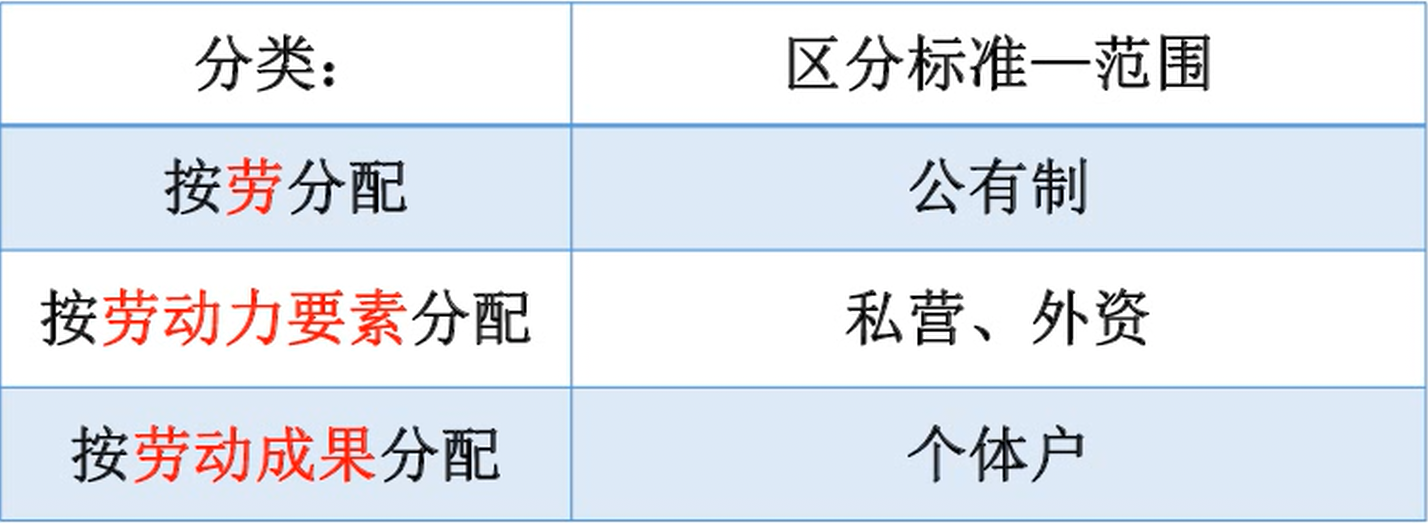 分类：
区分标准—范围
按劳分配
公有制
按劳动力要素分配
私营、外资
按劳动成果分配
个体户